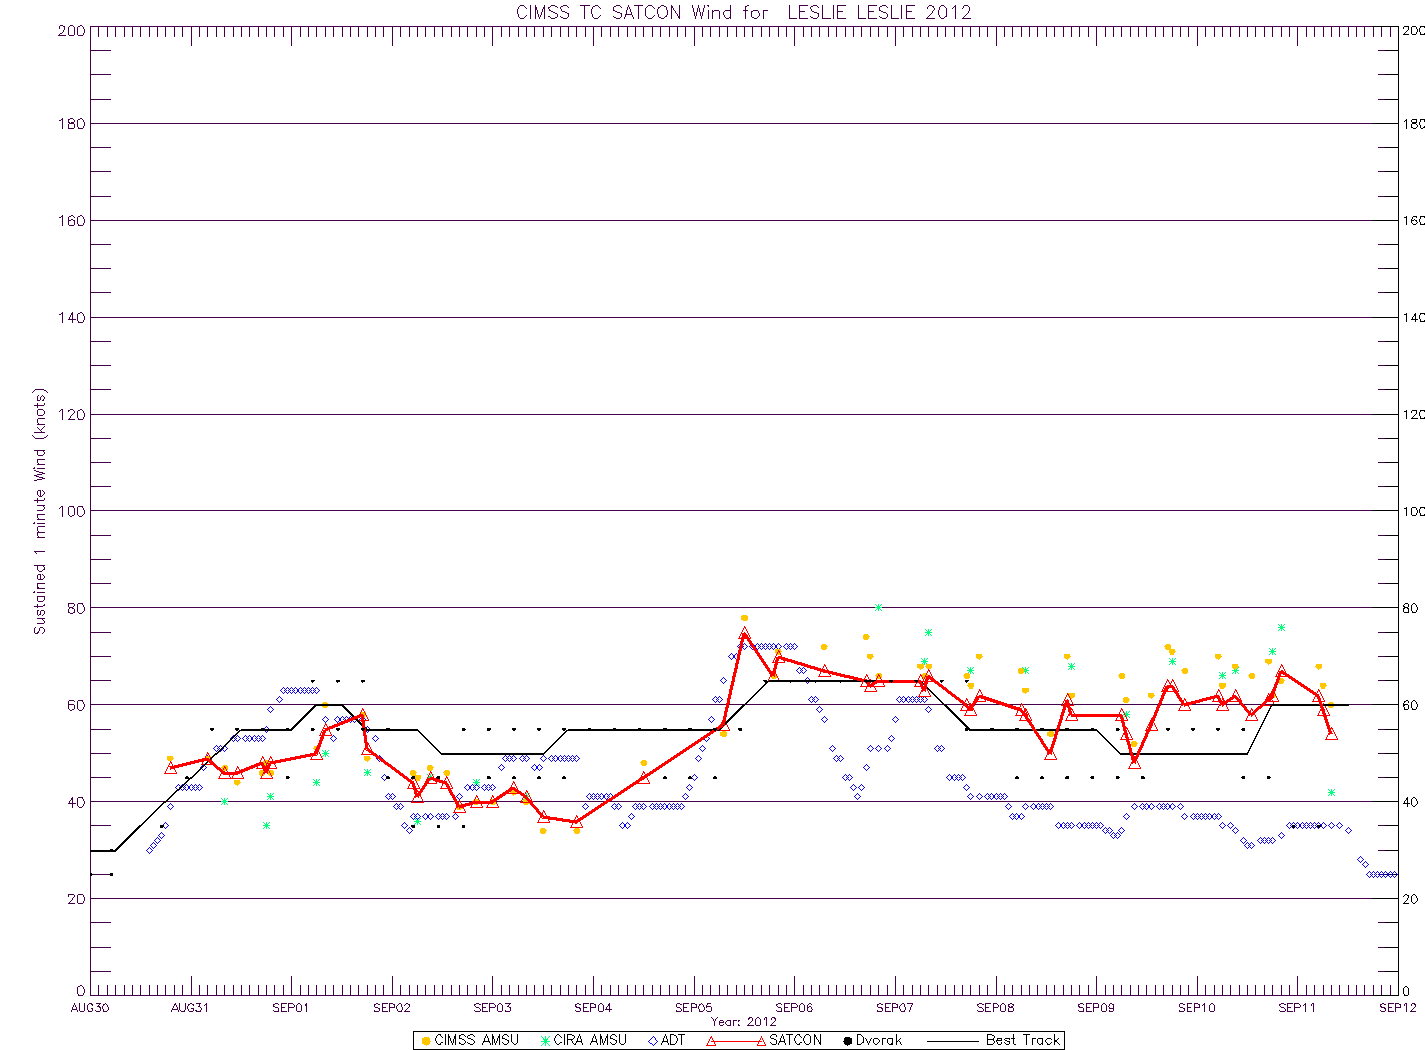 CIMSS TC SATCON Wind for LESLIE LESLIE 2012
200 200
180 180
160 160
140 140
120 120
100 100
80 80
60 60
40 40
20 20
0 0
Sustained 1 minute Wind (knots)
AUG30 AUG31 SEP01 SEP02 SEP03 SEP04 SEP05 SEP06 SEP07 SEP08 SEP09 SEP10 SEP11 SEP12
Year: 2012
CIMSS AMSU CIRA AMSU ADT SATCON Dvorak Best Track